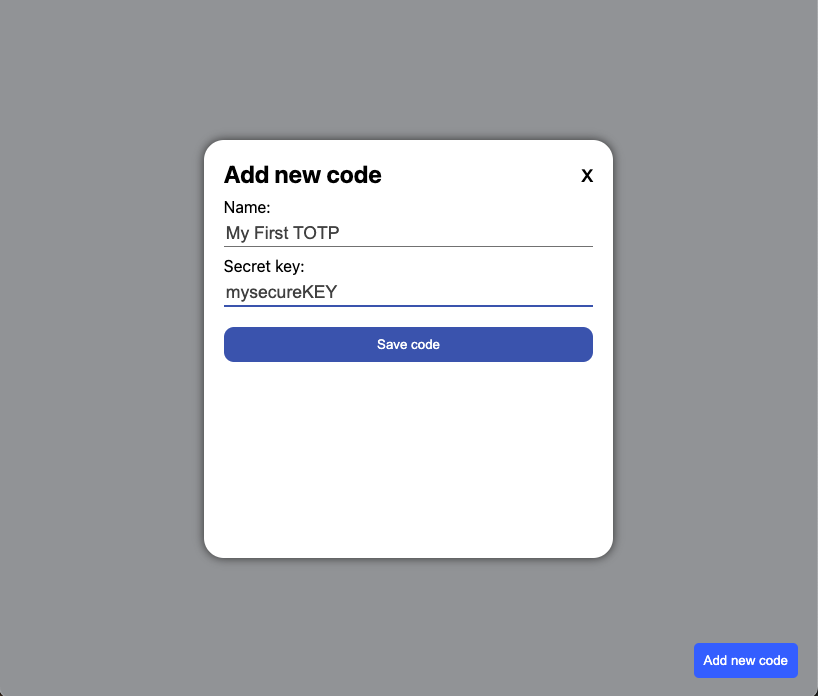 Add new code
X
Name:
My First TOTP
Secret key:
mysecureKEY
Save code
Add new code